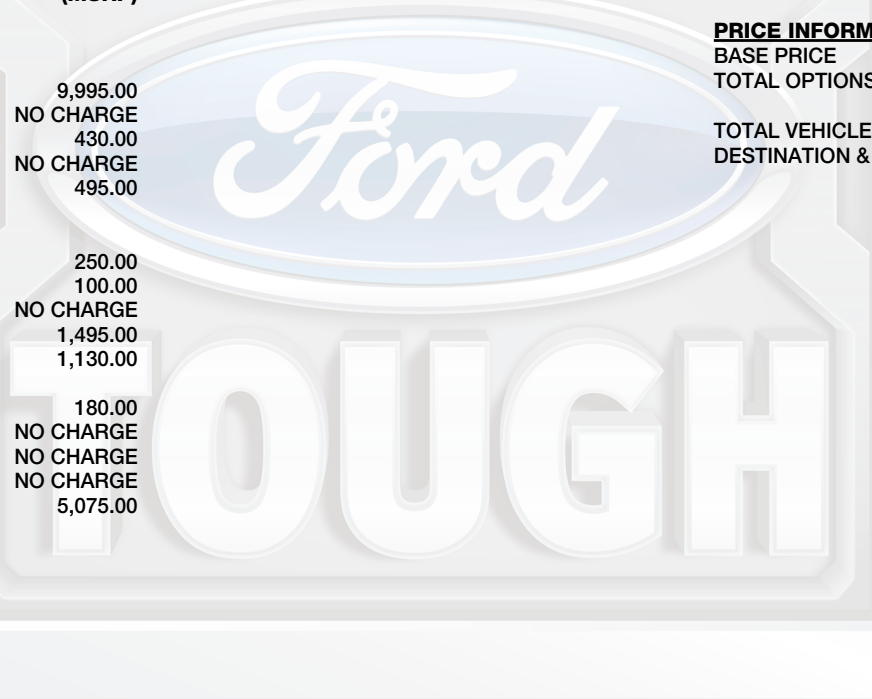 PRICE INFORM
BASE PRICE
TOTAL OPTIONS
TOTAL VEHICLE
DESTINATION &
9,995.00
NO CHARGE
430.00
NO CHARGE
495.00
250.00
100.00
NO CHARGE
1,495.00
1,130.00
180.00
NO CHARGE
NO CHARGE
NO CHARGE
5,075.00
Ford
TOUGH